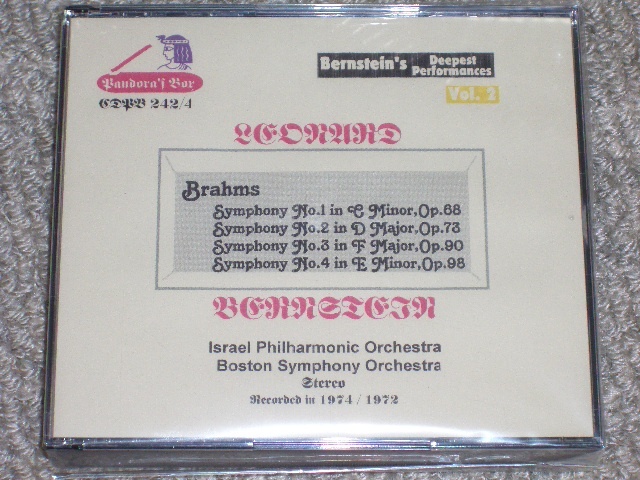 Pandora's Box
CDPB 242/4
Bernstein's Deepest Performances
Vol. 2
LEONARD
Brahms
Symphony No.1 in C Minor,Op.68
Symphony No.2 in D Major,Op.73
Symphony No.3 in F Major,Op.90
Symphony No.4 in E Minor,Op.98
BERNSTEIN
Israel Philharmonic Orchestra
Boston Symphony Orchestra
Stereo
Recorded in 1974 / 1972